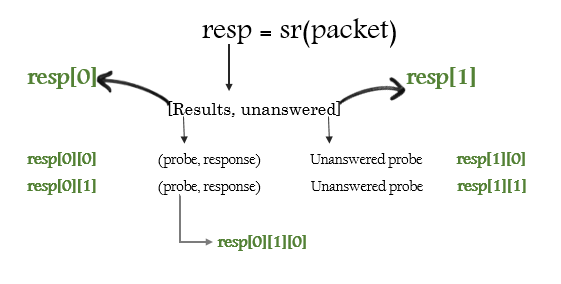 resp = sr(packet)
resp[0]
resp[1]
[Results, unanswered]
resp[0][0] (probe, response) Unanswered probe resp[1][0]
resp[0][1] (probe, response) Unanswered probe resp[1][1]
resp[0][1][0]